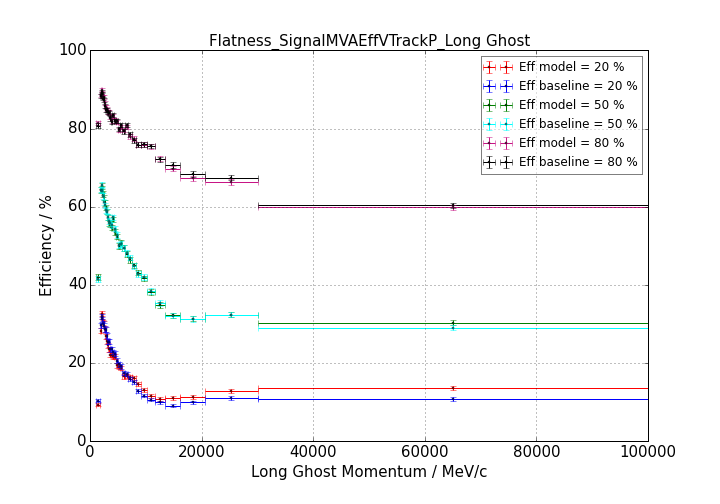 Flatness_SignalMVAEffVTrackP_Long Ghost
Eff model = 20 %
Eff baseline = 20 %
Eff model = 50 %
Eff baseline = 50 %
Eff model = 80 %
Eff baseline = 80 %
Efficiency / %
100
80
60
40
20
0
0 20000 40000 60000 80000 100000
Long Ghost Momentum / MeV/c